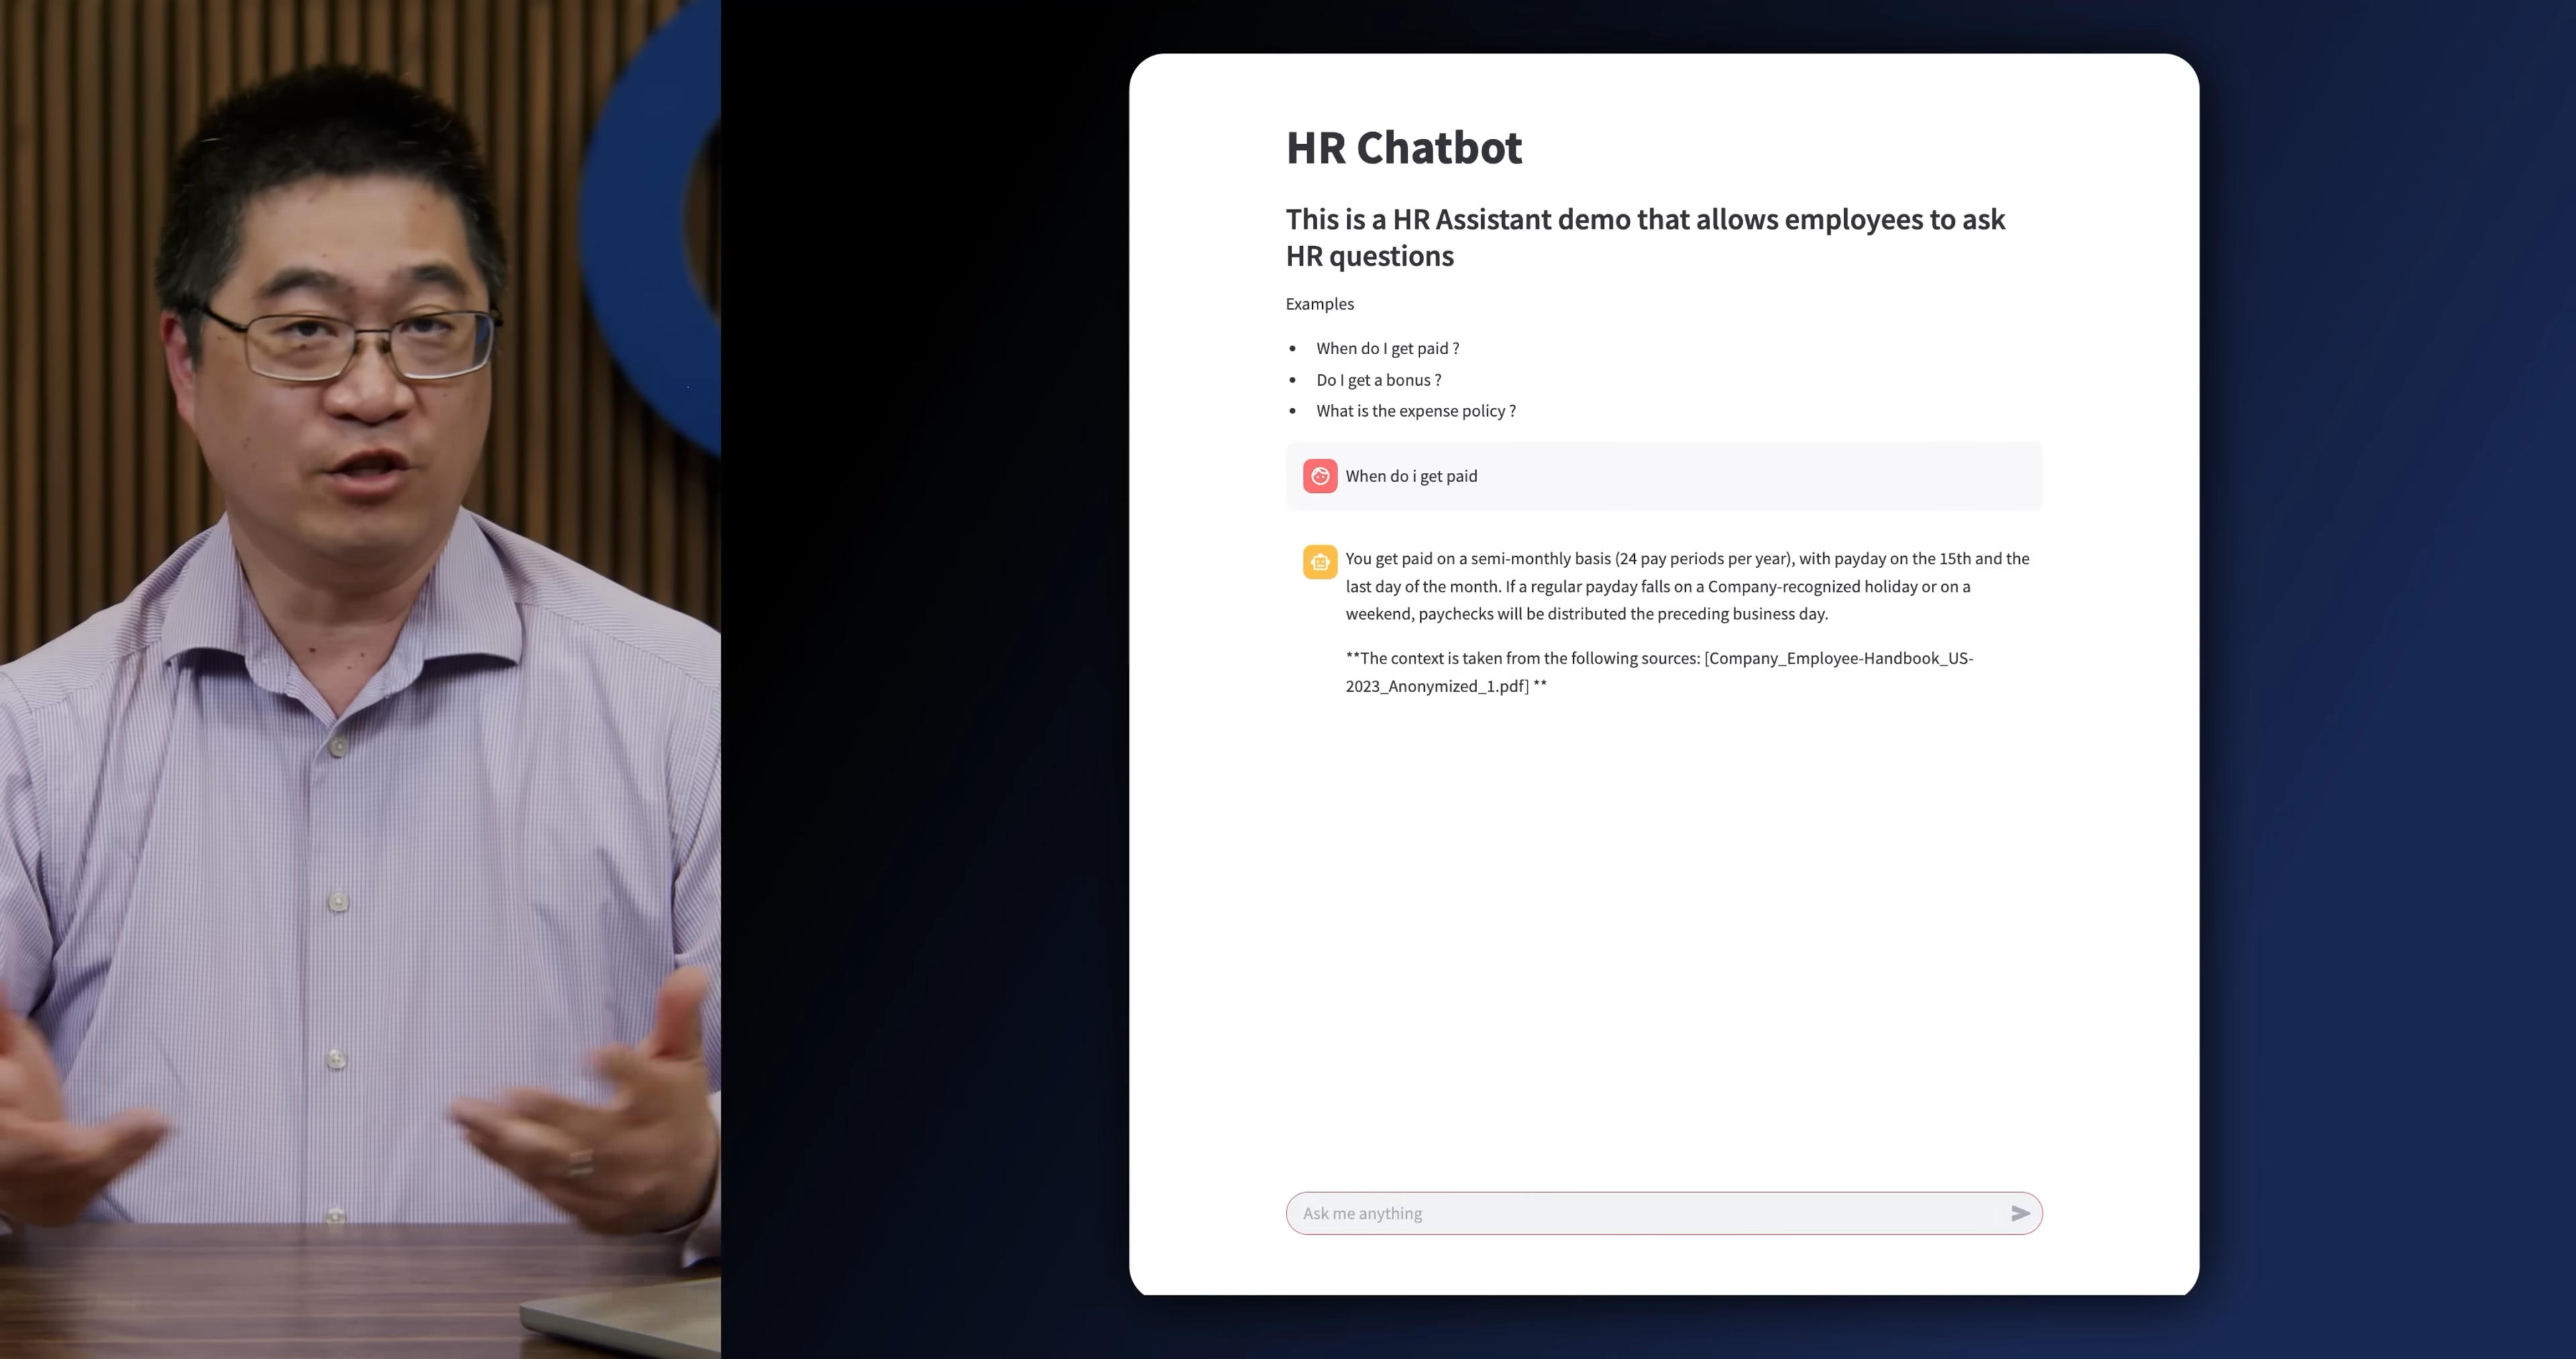 HR Chatbot
This is a HR Assistant demo that allows employees to ask
HR questions
Examples
• When do I get paid ?
• Do I get a bonus ?
• What is the expense policy ?
When do i get paid
You get paid on a semi-monthly basis (24 pay periods per year), with payday on the 15th and the
last day of the month. If a regular payday falls on a Company-recognized holiday or on a
weekend, paychecks will be distributed the preceding business day.
**The context is taken from the following sources: [Company_Employee-Handbook_US-
2023_Anonymized_1.pdf] **
Ask me anything